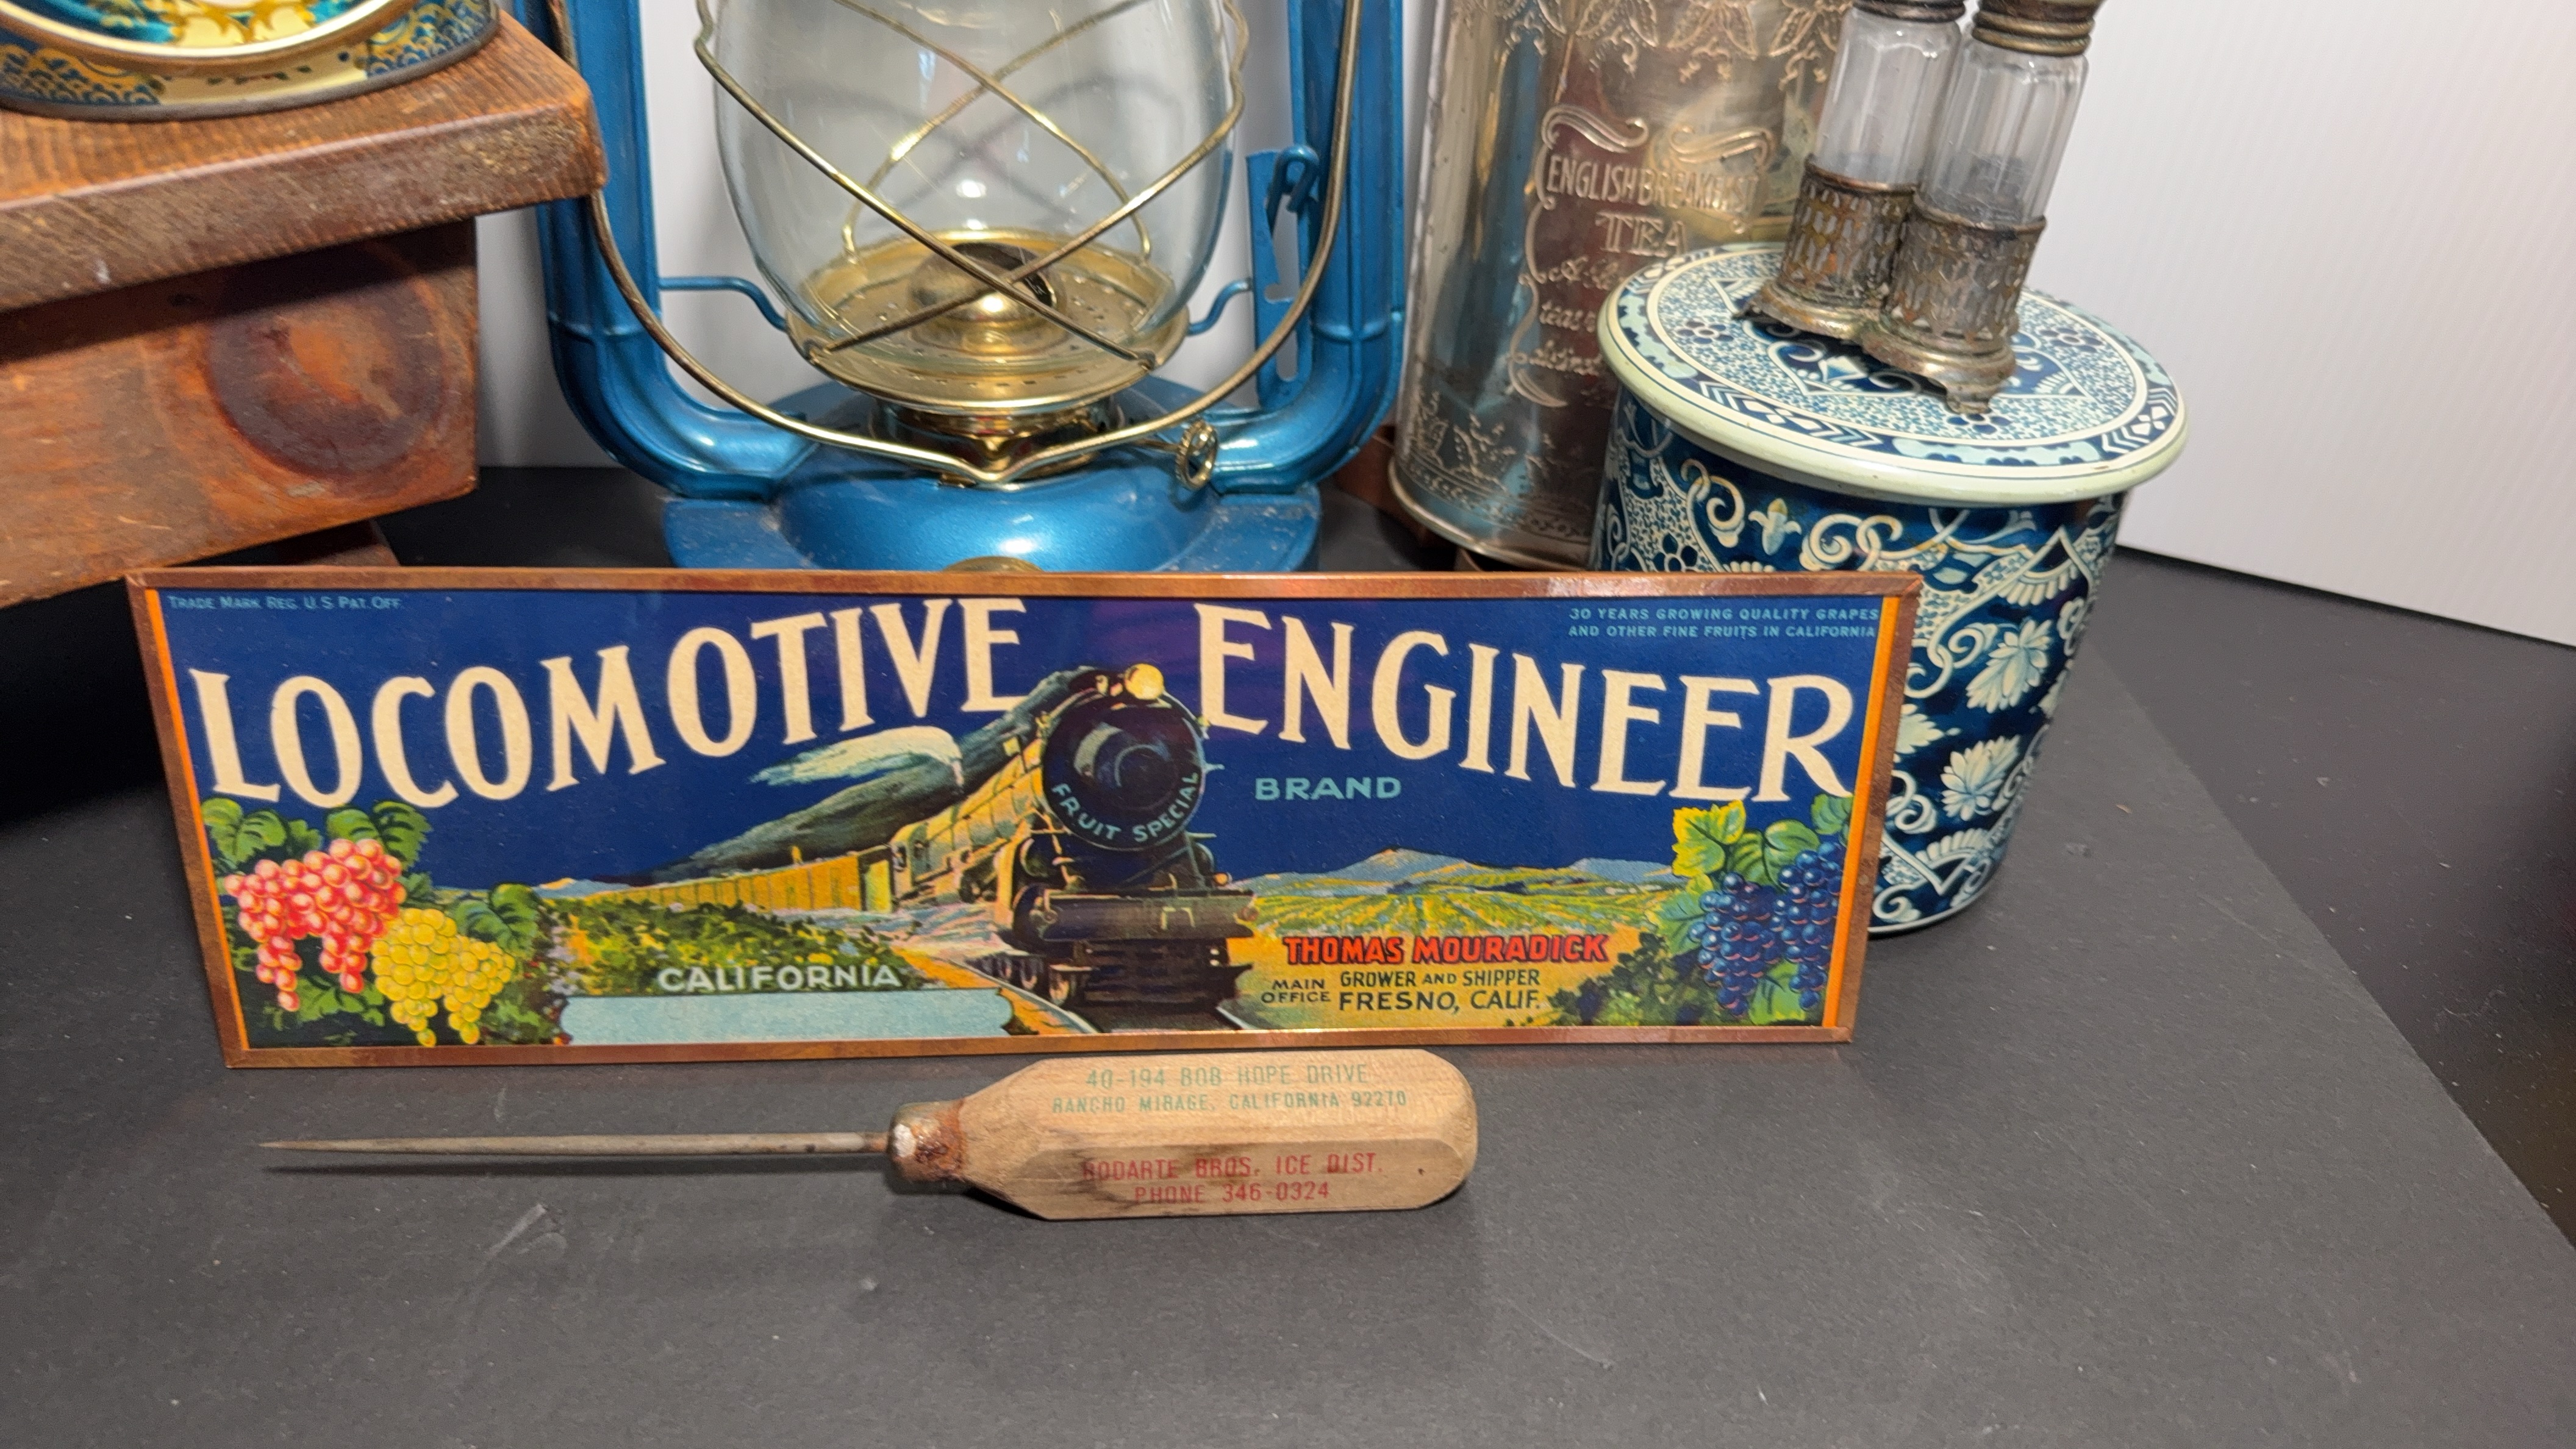 ENGLISH BREAKFAST
TEA
TRADE MARK REG. U.S PAT. OFF.
30 YEARS GROWING QUALITY GRAPES
AND OTHER FINE FRUITS IN CALIFORNIA
LOCOMOTIVE ENGINEER
BRAND
FRUIT SPECIAL
CALIFORNIA
THOMAS MOURADICK
MAIN OFFICE
GROWER AND SHIPPER
FRESNO, CALIF.
40-194 BOB HOPE DRIVE
RANCHO MIRAGE, CALIFORNIA 92270
RODARTE BROS. ICE DIST.
PHONE 346-0324